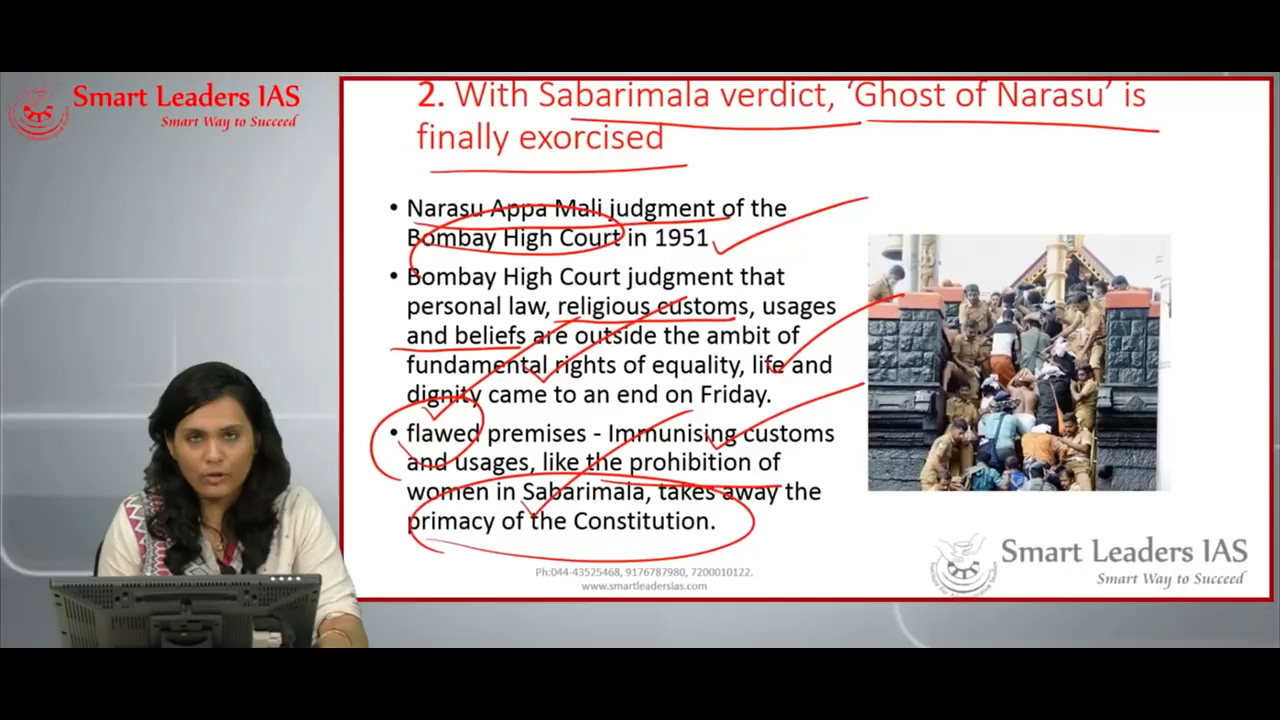 Smart Leaders IAS
Smart Way to Succeed
2. With Sabarimala verdict, ‘Ghost of Narasu’ is
finally exorcised
• Narasu Appa Mali judgment of the
Bombay High Court in 1951
• Bombay High Court judgment that
personal law, religious customs, usages
and beliefs are outside the ambit of
fundamental rights of equality, life and
dignity came to an end on Friday.
• flawed premises - Immunising customs
and usages, like the prohibition of
women in Sabarimala, takes away the
primacy of the Constitution.
Ph:044-43525468, 9176787980, 7200010122.
www.smartleadersias.com
Smart Leaders IAS
Smart Way to Succeed